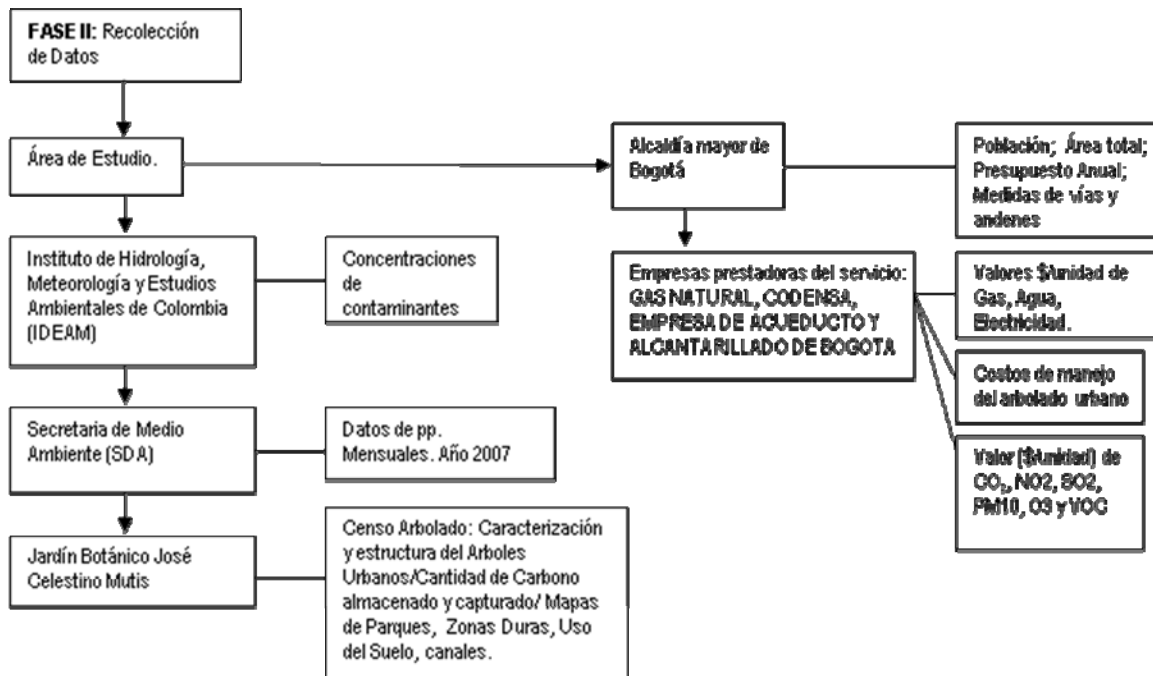 FASE II: Recolección
de Datos
Área de Estudio.
Alcaldía mayor de
Bogotá
Población; Área total;
Presupuesto Anual;
Medidas de vías y
andenes
Instituto de Hidrología,
Meteorología y Estudios
Ambientales de Colombia
(IDEAM)
Concentraciones
de
contaminantes
Empresas prestadoras del servicio:
GAS NATURAL, CODENSA,
EMPRESA DE ACUEDUCTO Y
ALCANTARILLADO DE BOGOTA
Valores $/unidad de
Gas, Agua,
Electricidad.
Costos de manejo
del arbolado urbano
Valor ($/unidad) de
CO₂, NO2, SO2,
PM10, O3 y VOC
Secretaria de Medio
Ambiente (SDA)
Datos de pp.
Mensuales. Año 2007
Jardín Botánico José
Celestino Mutis
Censo Arbolado: Caracterización
y estructura del Arboles
Urbanos/Cantidad de Carbono
almacenado y capturado/ Mapas
de Parques, Zonas Duras, Uso
del Suelo, canales.